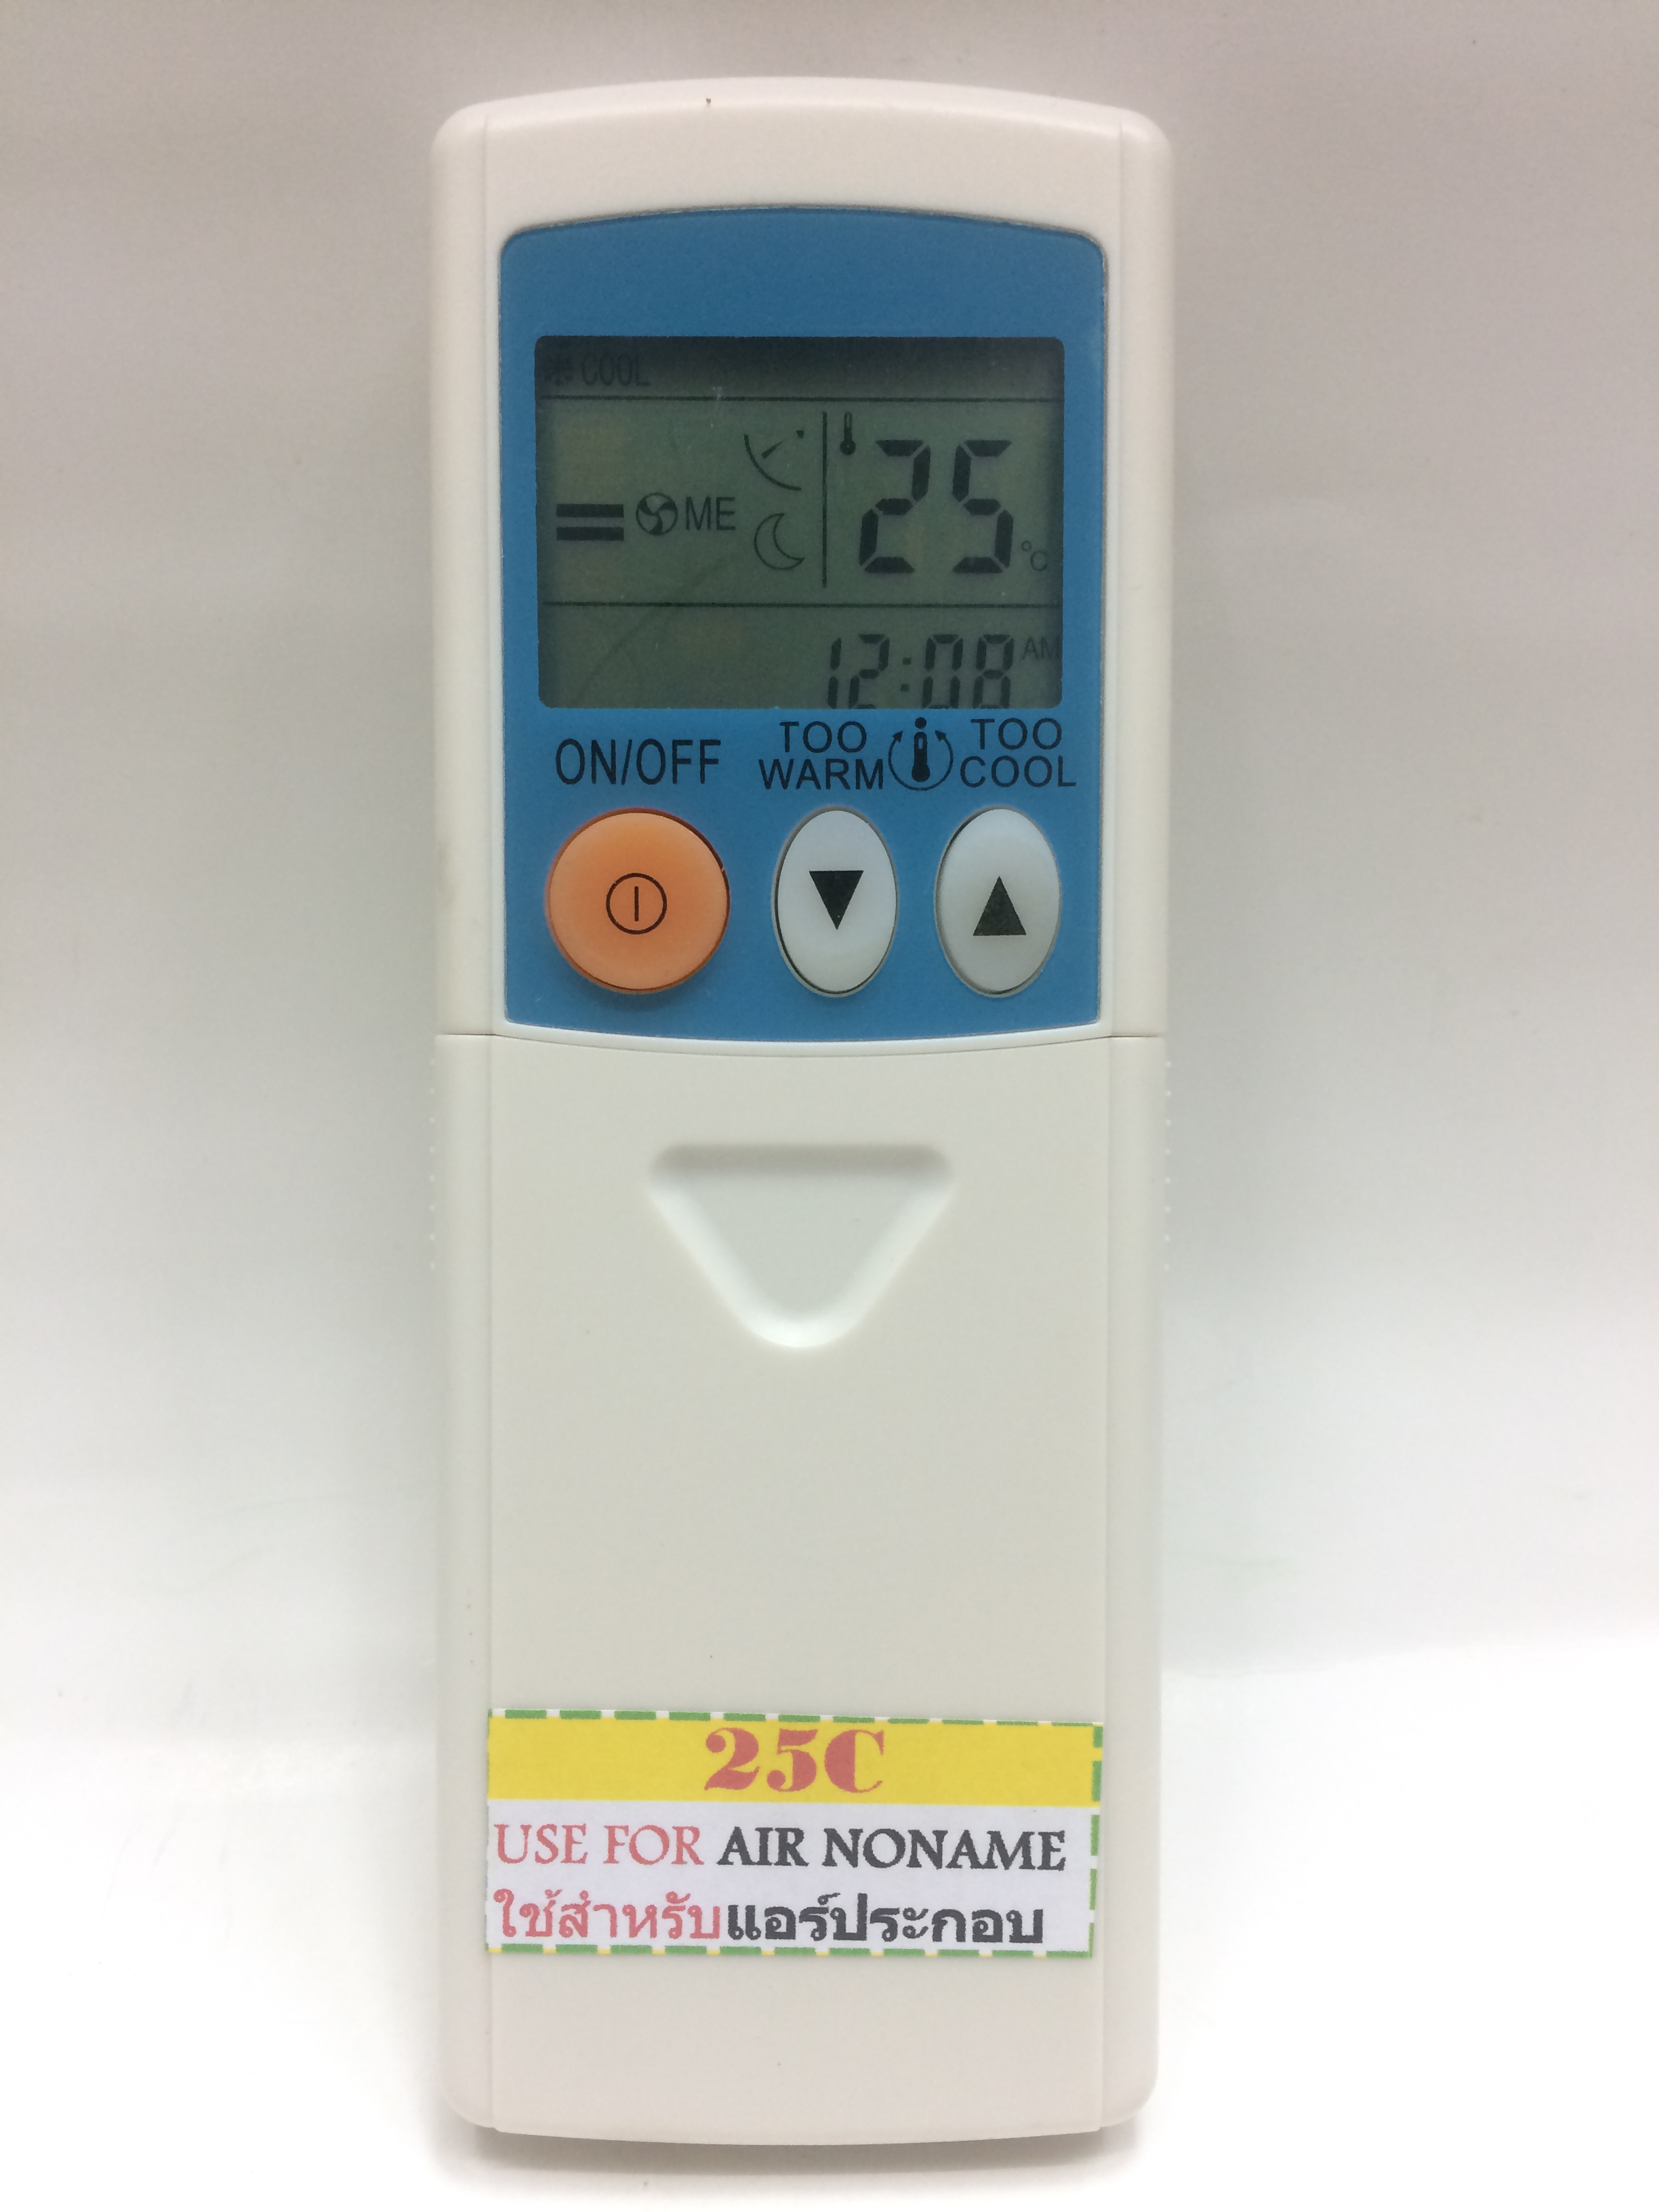 COOL
ME
25 °C
12:08 AM
ON/OFF
TOO WARM
TOO COOL
25C
USE FOR AIR NONAME
ใช้สำหรับแอร์ประกอบ